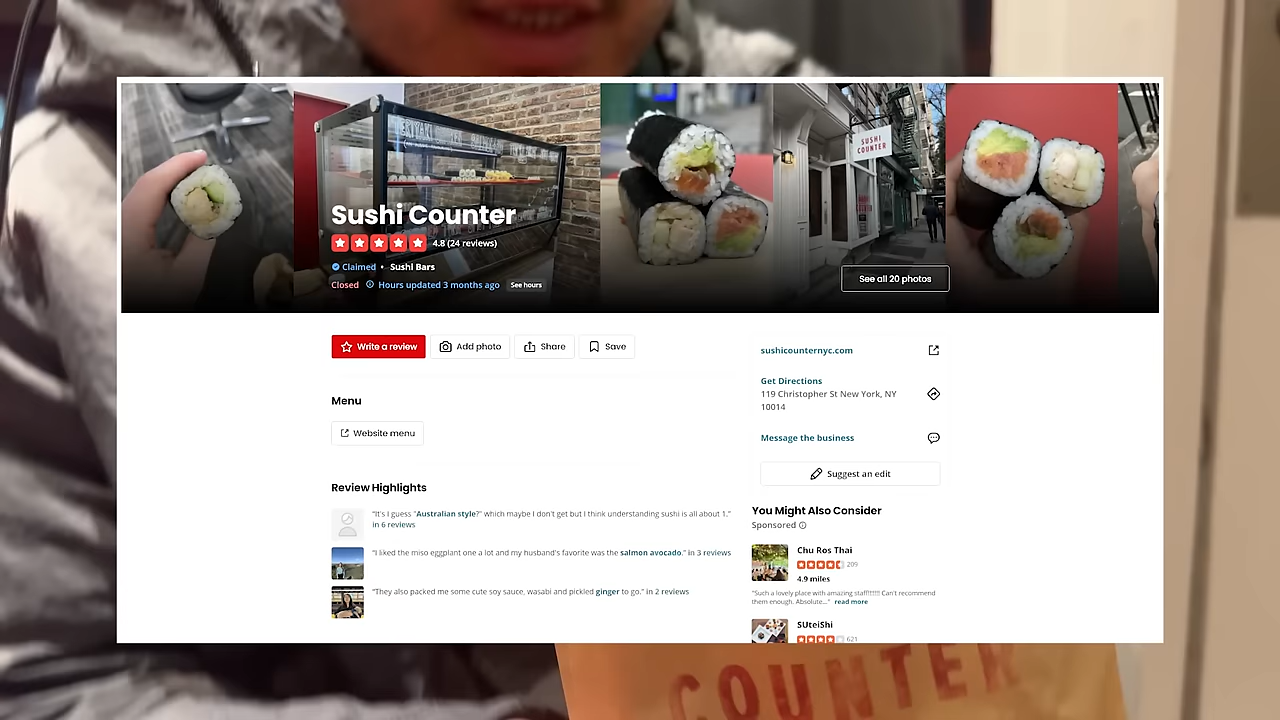 SUSHI
COUNTER
Sushi Counter
4.8 (24 reviews)
Claimed • Sushi Bars
Closed Hours updated 3 months ago See hours
See all 20 photos
Write a review
Add photo
Share
Save
sushicounternyc.com
Get Directions
119 Christopher St New York, NY
10014
Menu
Website menu
Message the business
Suggest an edit
Review Highlights
"It's i guess "Australian style?" which maybe I don't get but I think understanding sushi is all about 1."
in 6 reviews
"I liked the miso eggplant one a lot and my husband's favorite was the salmon avocado." in 3 reviews
"They also packed me some cute soy sauce, wasabi and pickled ginger to go." in 2 reviews
You Might Also Consider
Sponsored
Chu Ros Thai
209
4.9 miles
"Such a lovely place with amazing staff!!!!!!! Can't recommend
them enough. Absolute..." read more
SUteiShi
621
COUNTER